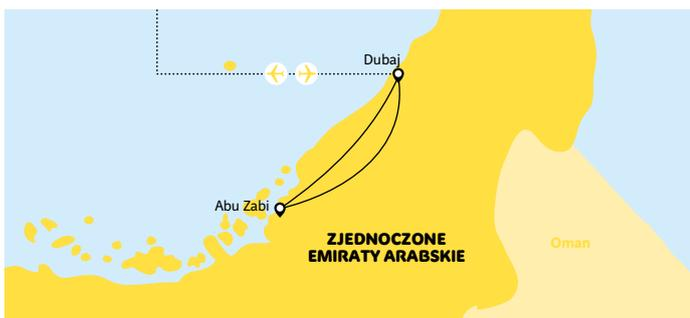 Dubaj
Abu Zabi
ZJEDNOCZONE
EMIRATY ARABSKIE
Oman